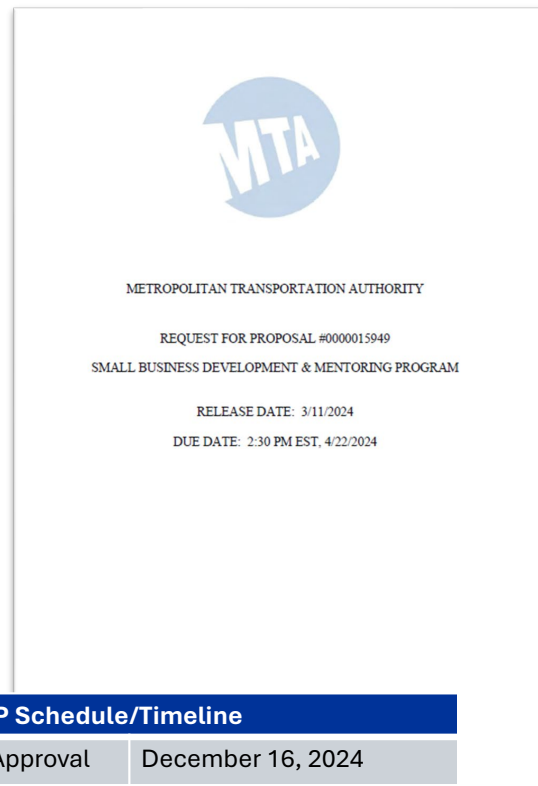 MTA
METROPOLITAN TRANSPORTATION AUTHORITY
REQUEST FOR PROPOSAL #0000015949
SMALL BUSINESS DEVELOPMENT & MENTORING PROGRAM
RELEASE DATE: 3/11/2024
DUE DATE: 2:30 PM EST, 4/22/2024
P Schedule/Timeline
Approval December 16, 2024